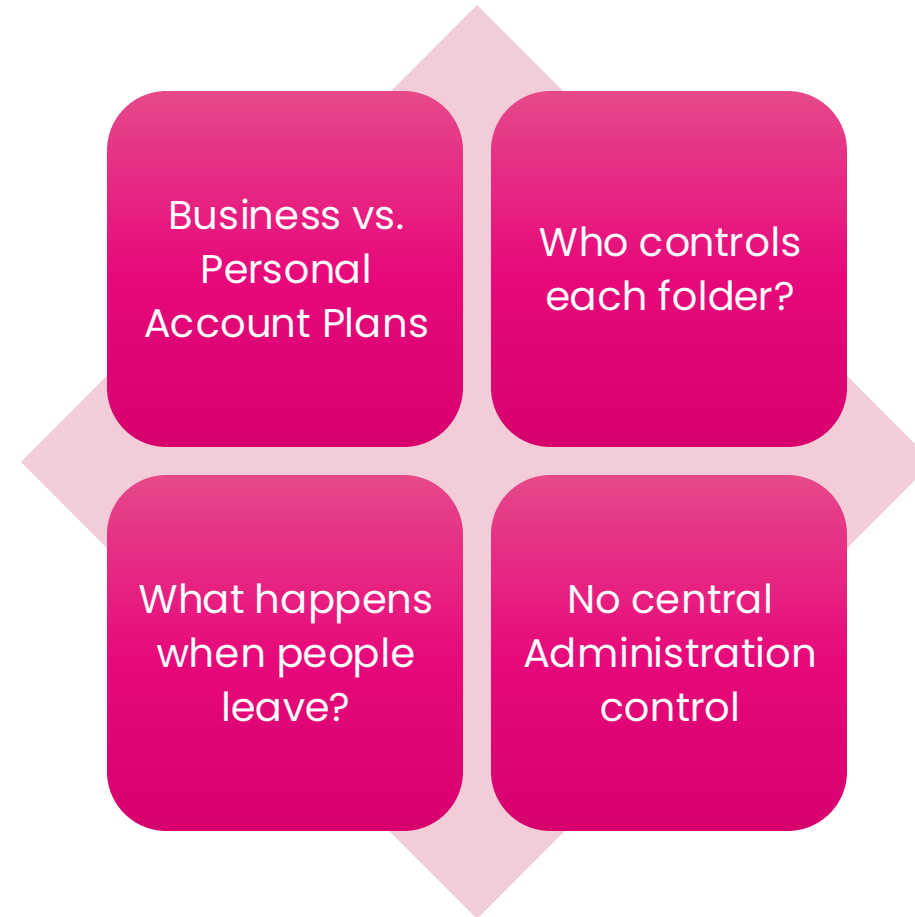 Business vs.
Personal
Account Plans
Who controls
each folder?
What happens
when people
leave?
No central
Administration
control